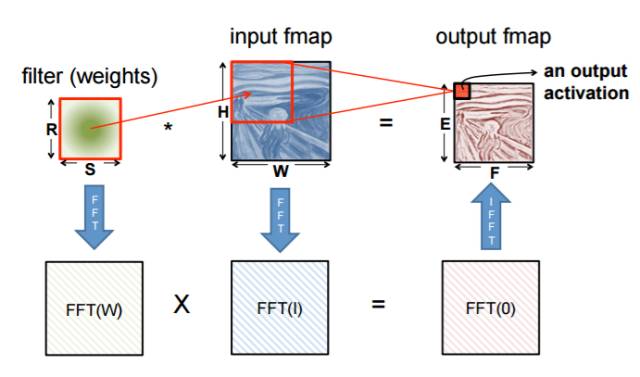 input fmap
output fmap
filter (weights)
an output
activation
R
*
H
=
E
S
W
F
FFT
FFT
IFFT
FFT(W)
X
FFT(I)
=
FFT(0)